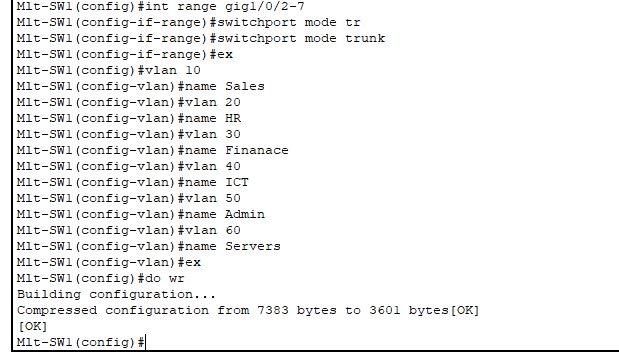 Mlt-SW1(config)#int range gig1/0/2-7
Mlt-SW1(config-if-range)#switchport mode tr
Mlt-SW1(config-if-range)#switchport mode trunk
Mlt-SW1(config-if-range)#ex
Mlt-SW1(config)#vlan 10
Mlt-SW1(config-vlan)#name Sales
Mlt-SW1(config-vlan)#vlan 20
Mlt-SW1(config-vlan)#name HR
Mlt-SW1(config-vlan)#vlan 30
Mlt-SW1(config-vlan)#name Finanace
Mlt-SW1(config-vlan)#vlan 40
Mlt-SW1(config-vlan)#name ICT
Mlt-SW1(config-vlan)#vlan 50
Mlt-SW1(config-vlan)#name Admin
Mlt-SW1(config-vlan)#vlan 60
Mlt-SW1(config-vlan)#name Servers
Mlt-SW1(config-vlan)#ex
Mlt-SW1(config)#do wr
Building configuration...
Compressed configuration from 7383 bytes to 3601 bytes[OK]
[OK]
Mlt-SW1(config)#